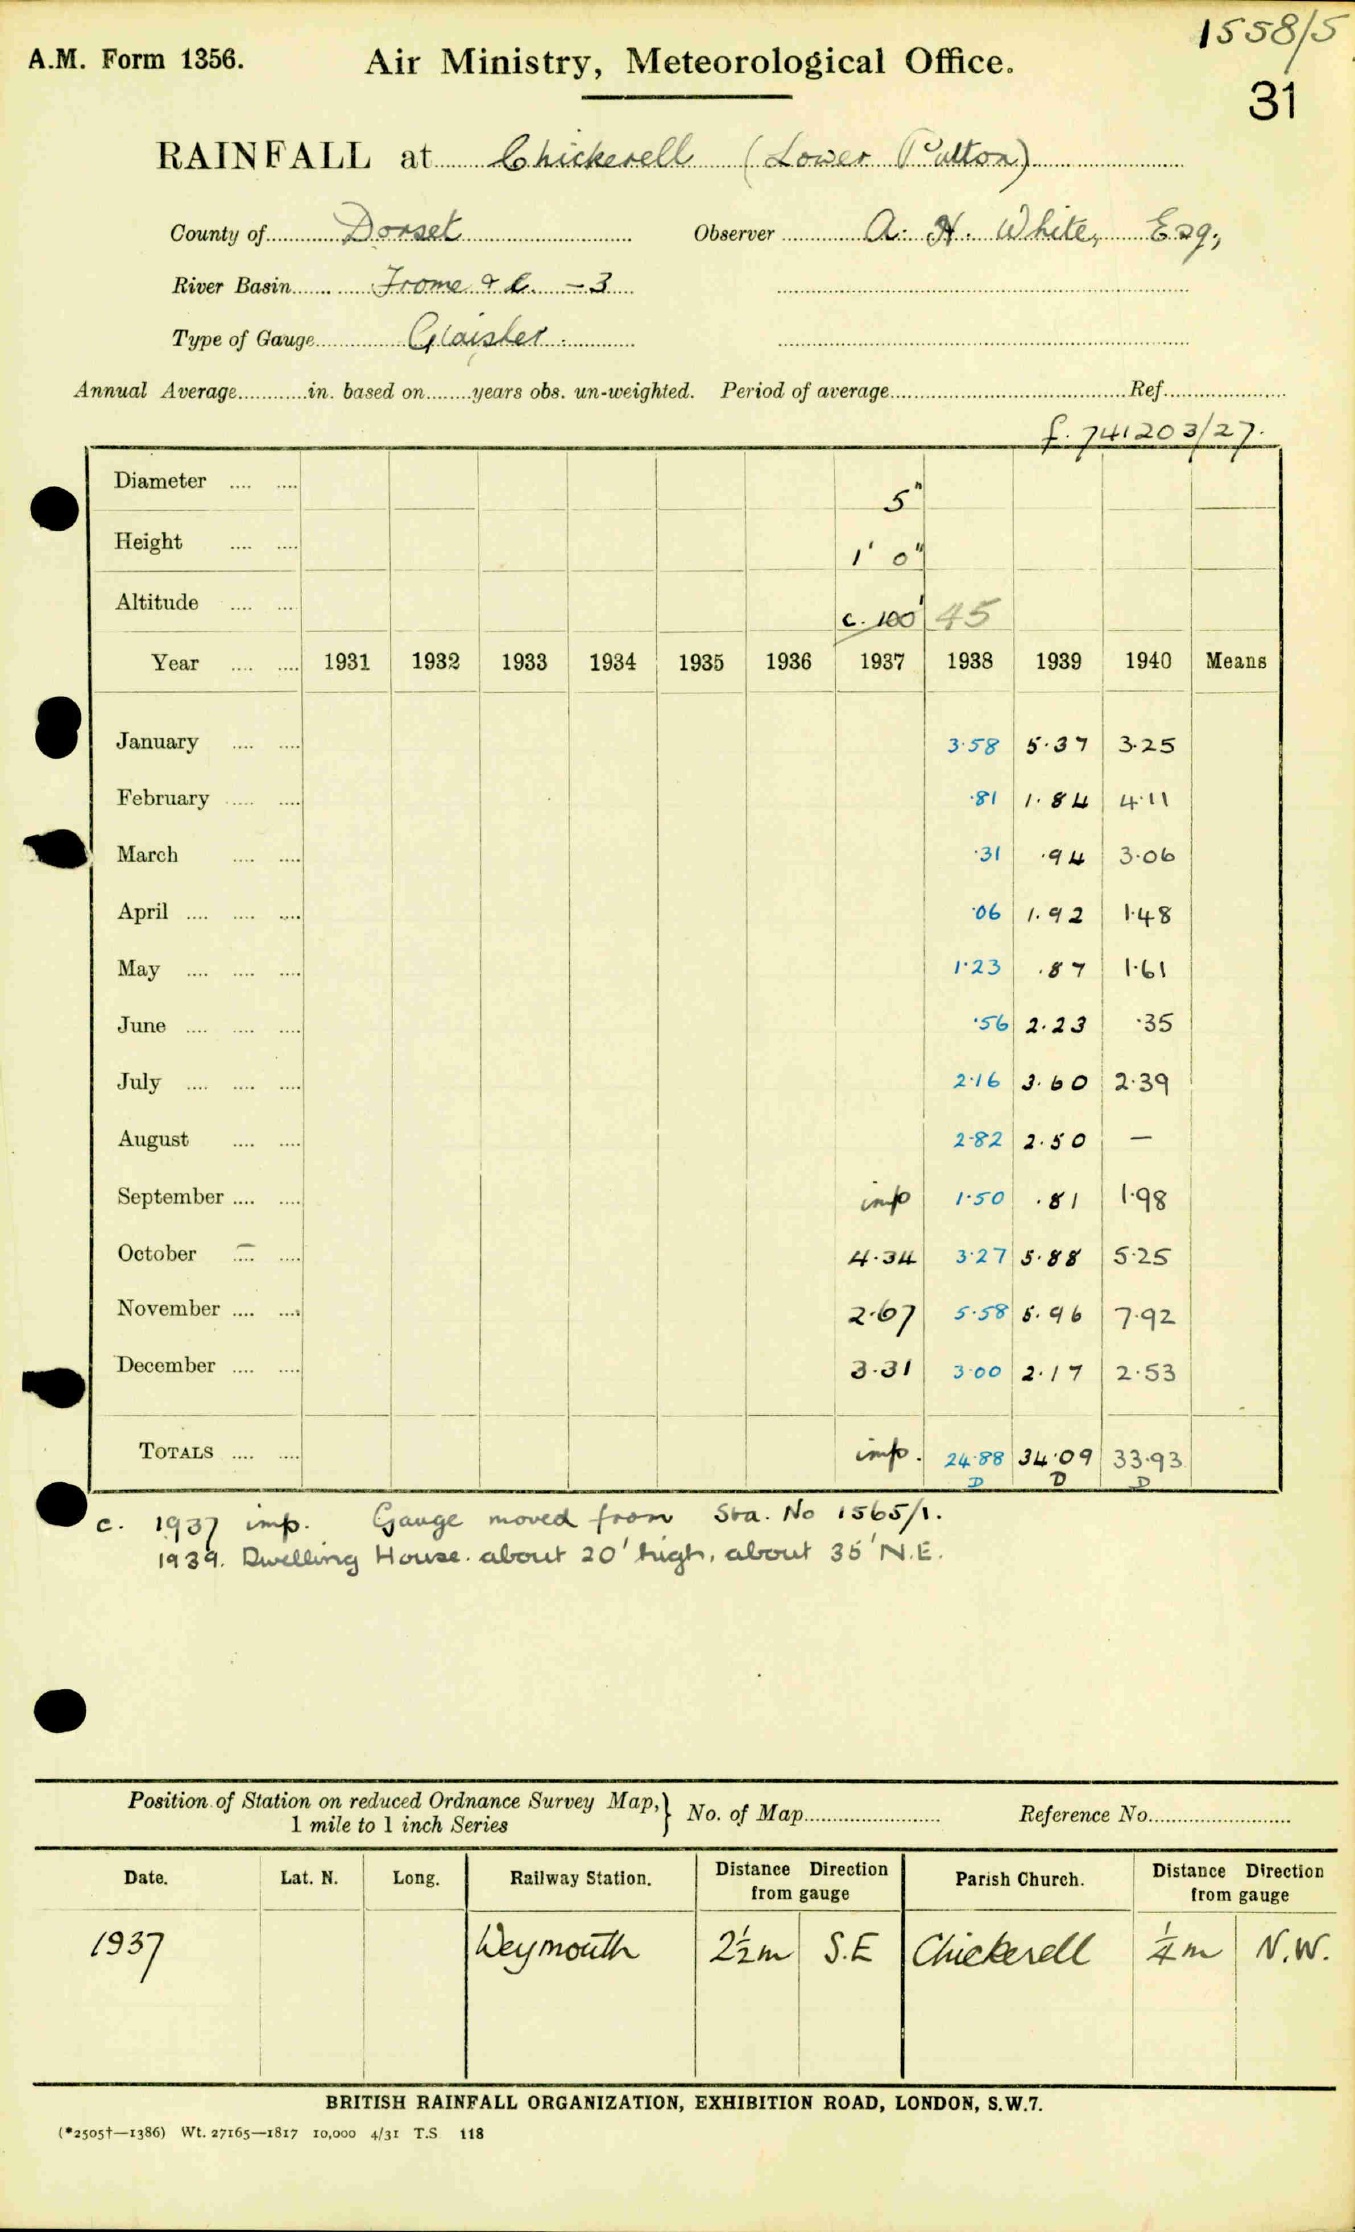 1558/5
A.M. Form 1356. Air Ministry, Meteorological Office.
31
RAINFALL at Chickerell (Lower Putton)
County of Dorset Observer A. H. White, Esq.,
River Basin Frome &c. - 3
Type of Gauge Glaisher.
Annual Average in. based on years obs. un-weighted. Period of average Ref.
f. 741203/27.
Diameter 5"
Height 1' 0"
Altitude c. 100' 45
Year 1931 1932 1933 1934 1935 1936 1937 1938 1939 1940 Means
January 3.58 5.37 3.25
February .81 1.84 4.11
March .31 .94 3.06
April .06 1.92 1.48
May 1.23 .87 1.61
June .56 2.23 .35
July 2.16 3.60 2.39
August 2.82 2.50 —
September imp 1.50 .81 1.98
October 4.34 3.27 5.88 5.25
November 2.67 5.58 5.96 7.92
December 3.31 3.00 2.17 2.53
TOTALS imp. 24.88 34.09 33.93
D D D
c. 1937 imp. Gauge moved from Sta. No 1565/1.
1939. Dwelling House. about 20' high, about 35' N.E.
Position of Station on reduced Ordnance Survey Map, } No. of Map Reference No.
1 mile to 1 inch Series
Date. Lat. N. Long. Railway Station. Distance Direction from gauge Parish Church. Distance Direction from gauge
1937 Weymouth 2½m S.E Chickerell ¼m N.W.
BRITISH RAINFALL ORGANIZATION, EXHIBITION ROAD, LONDON, S.W.7.
(*2505†—1386) Wt. 27165—1817 10,000 4/31 T.S 118